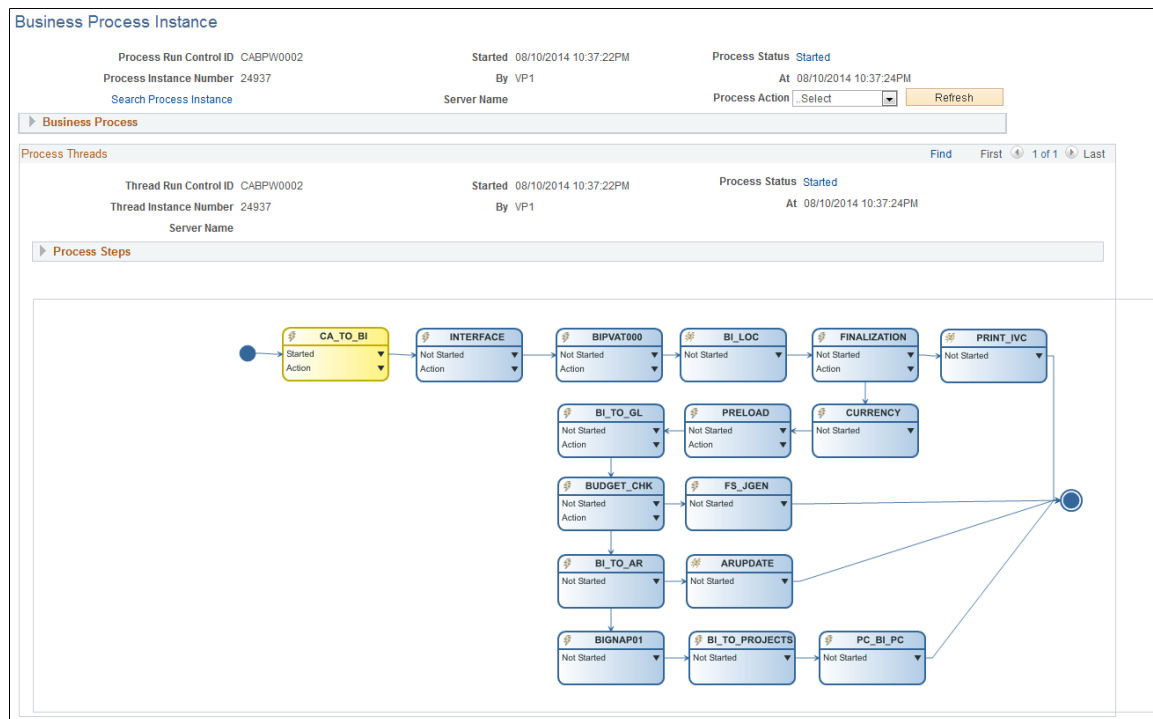 Business Process Instance
Process Run Control ID CABPW0002 Started 08/10/2014 10:37:22PM Process Status Started
Process Instance Number 24937 By VP1 At 08/10/2014 10:37:24PM
Search Process Instance Server Name Process Action ..Select Refresh
Business Process
Process Threads Find First 1 of 1 Last
Thread Run Control ID CABPW0002 Started 08/10/2014 10:37:22PM Process Status Started
Thread Instance Number 24937 By VP1 At 08/10/2014 10:37:24PM
Server Name
Process Steps
CA_TO_BI INTERFACE BIPVAT000 BI_LOC FINALIZATION PRINT_IVC
Started Not Started Not Started Not Started Not Started Not Started
Action Action Action Action
BI_TO_GL PRELOAD CURRENCY
Not Started Not Started Not Started
Action Action
BUDGET_CHK FS_JGEN
Not Started Not Started
Action
BI_TO_AR ARUPDATE
Not Started Not Started
BIGNAP01 BI_TO_PROJECTS PC_BI_PC
Not Started Not Started Not Started